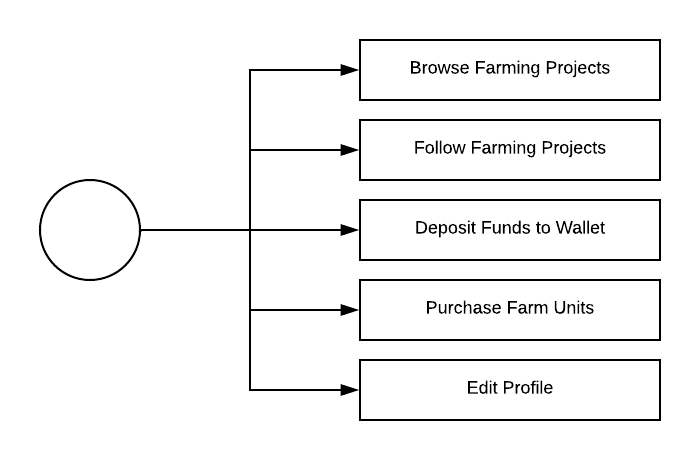 Browse Farming Projects
Follow Farming Projects
Deposit Funds to Wallet
Purchase Farm Units
Edit Profile